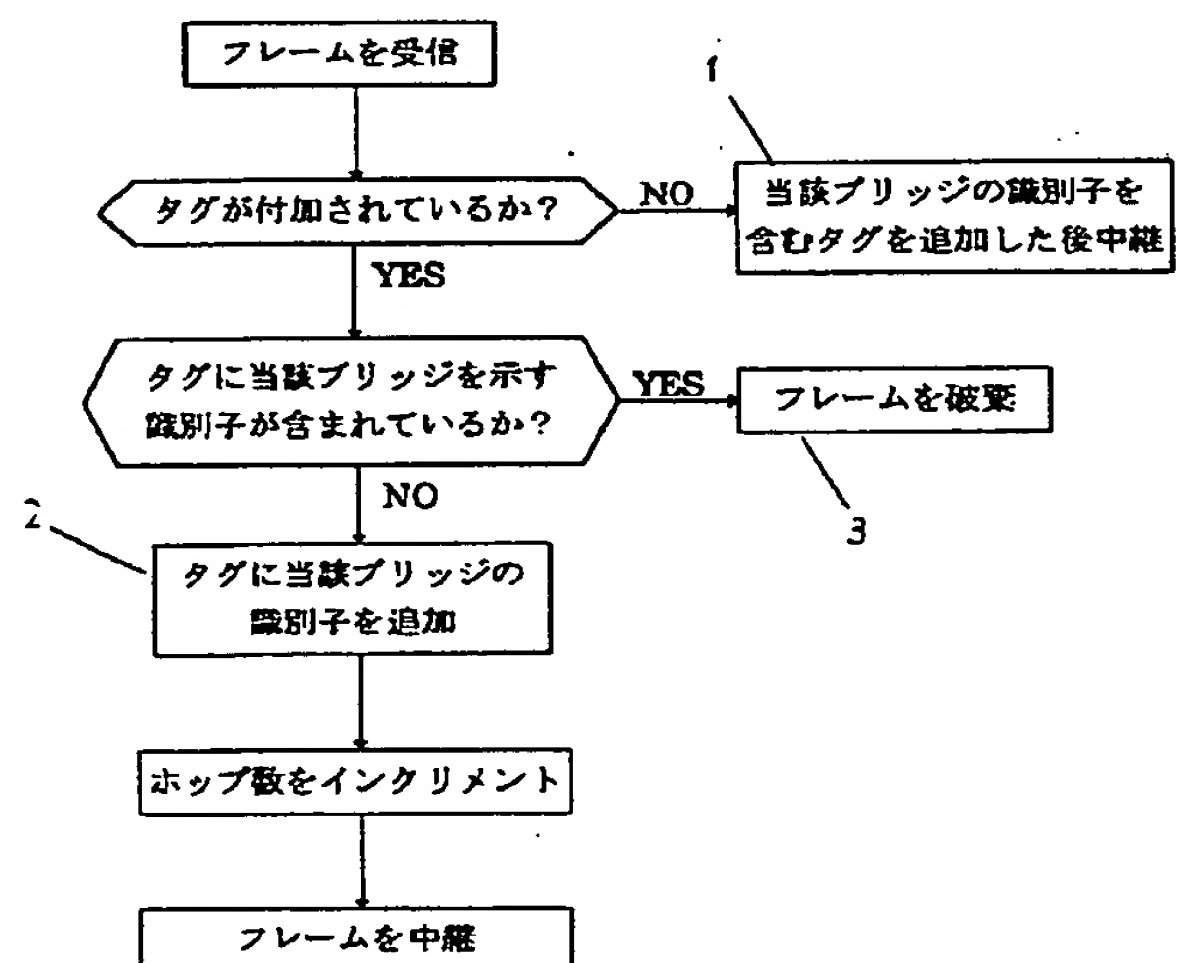 フレームを受信
1
タグが付加されているか？
NO
当該ブリッジの識別子を
含むタグを追加した後中継
YES
タグに当該ブリッジを示す
識別子が含まれているか？
YES
フレームを破棄
NO
2
3
タグに当該ブリッジの
識別子を追加
ホップ数をインクリメント
フレームを中継